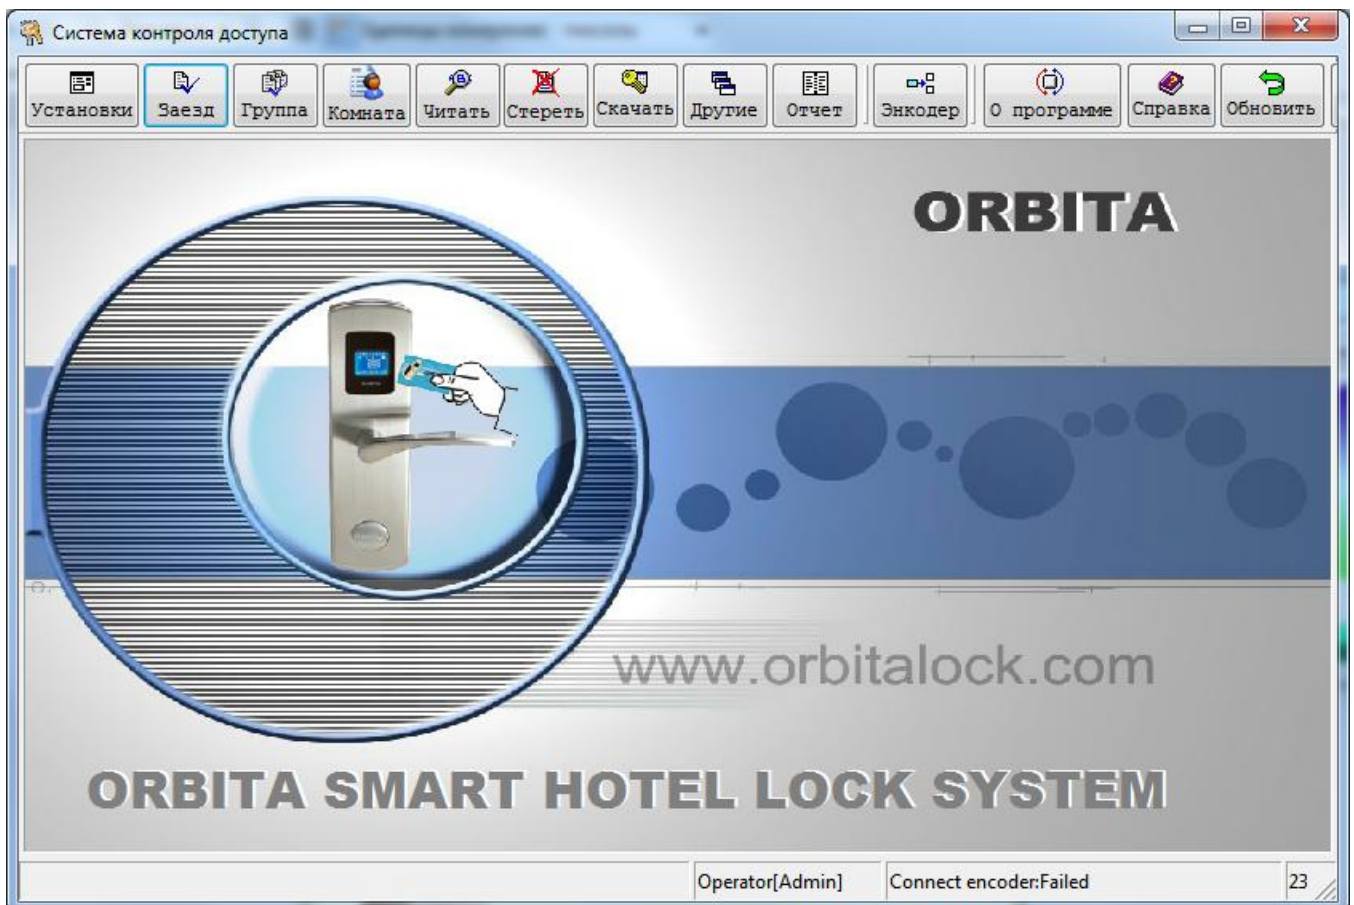 Система контроля доступа
Установки Заезд Группа Комната Читать Стереть Скачать Другие Отчет Энкодер О программе Справка Обновить
ORBITA
www.orbitalock.com
ORBITA SMART HOTEL LOCK SYSTEM
Operator[Admin] Connect encoder:Failed 23